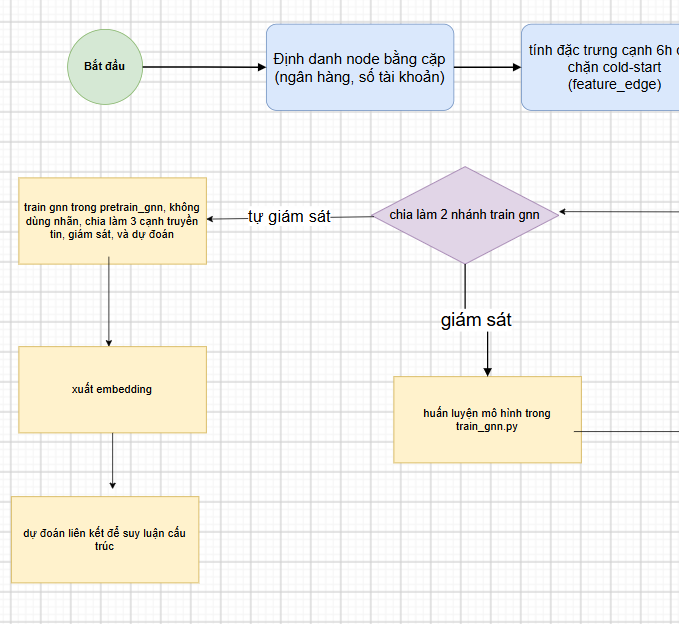 Bắt đầu
Định danh node bằng cặp
(ngân hàng, số tài khoản)
tính đặc trưng cạnh 6h
chặn cold-start
(feature_edge)
train gnn trong pretrain_gnn, không
dùng nhãn, chia làm 3 cạnh truyền
tin, giám sát, và dự đoán
tự giám sát
chia làm 2 nhánh train gnn
giám sát
xuất embedding
huấn luyện mô hình trong
train_gnn.py
dự đoán liên kết để suy luận cấu
trúc